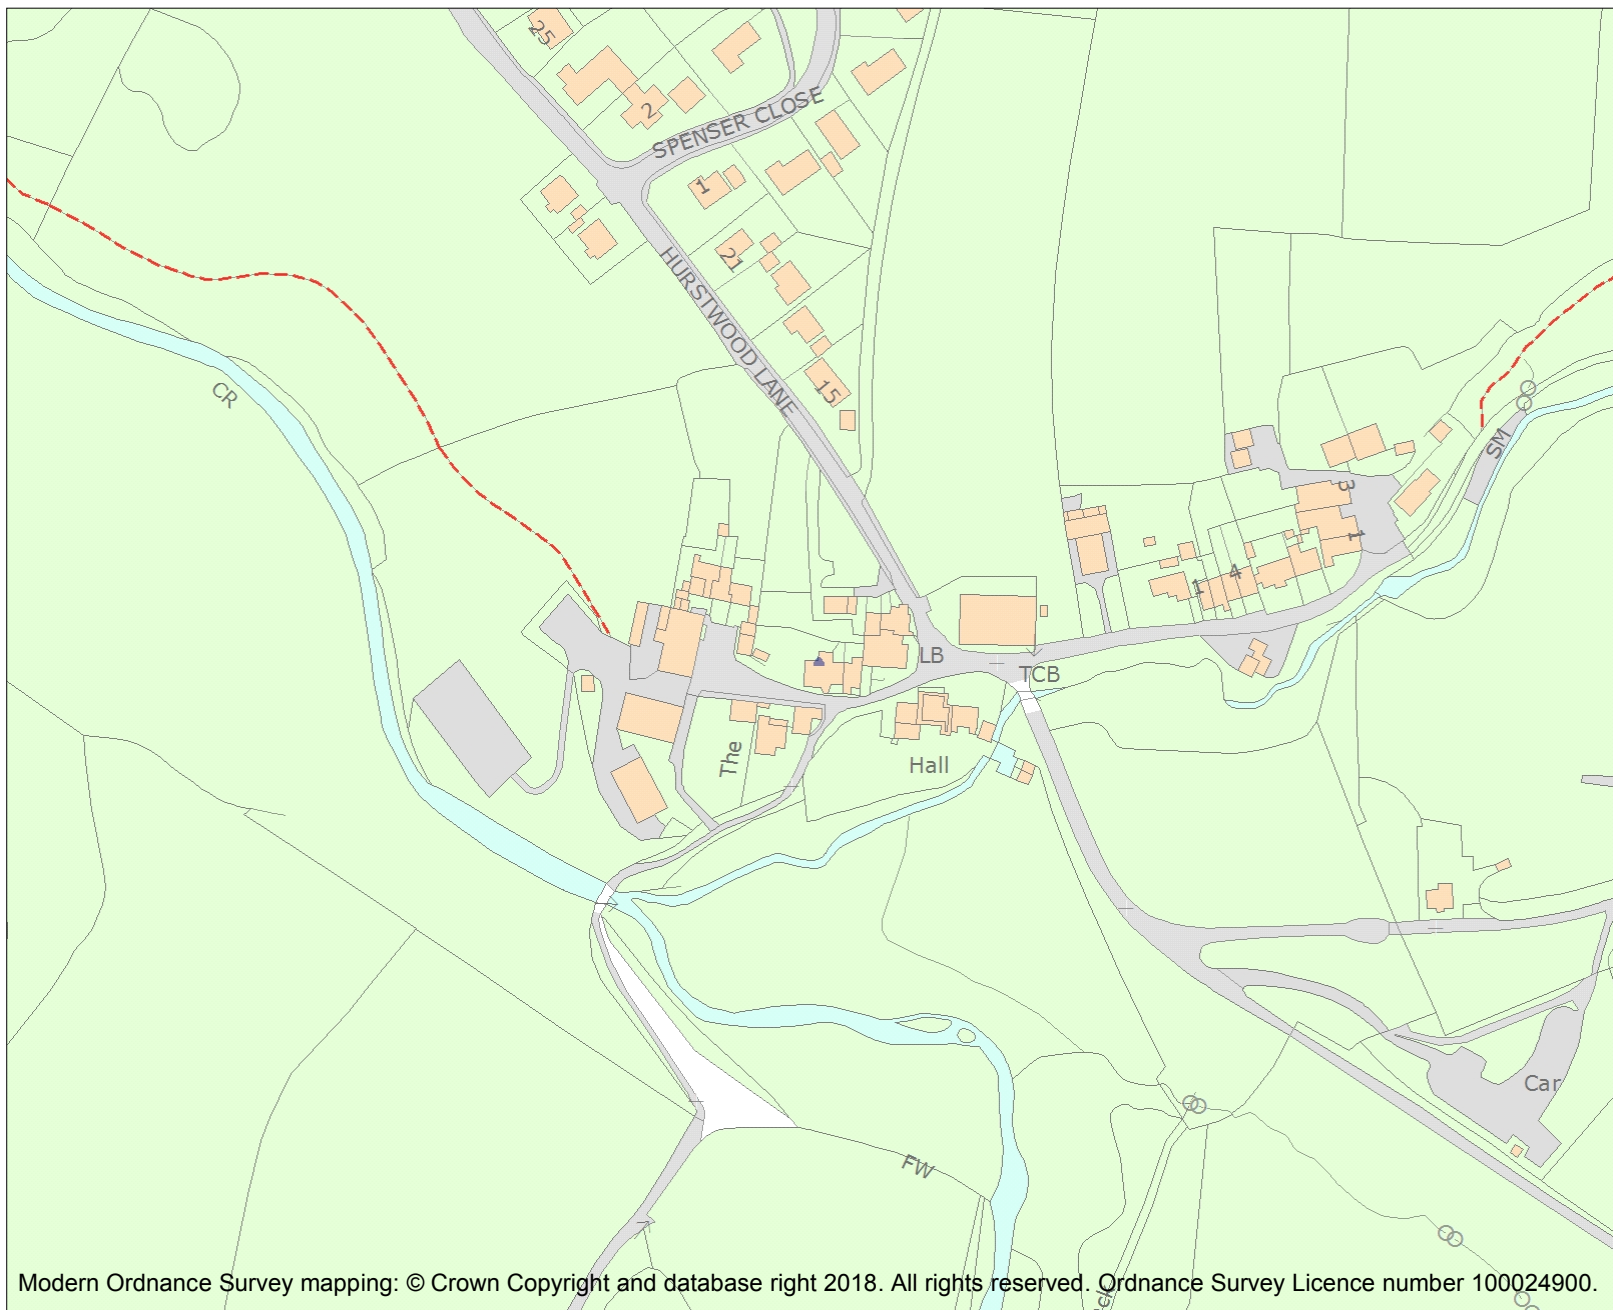 25
2
SPENSER CLOSE
1
21
HURSTWOOD LANE
15
CR
SM
3
1
4
1
LB
TCB
The
Hall
Car
FW
Modern Ordnance Survey mapping: © Crown Copyright and database right 2018. All rights reserved. Ordnance Survey Licence number 100024900.